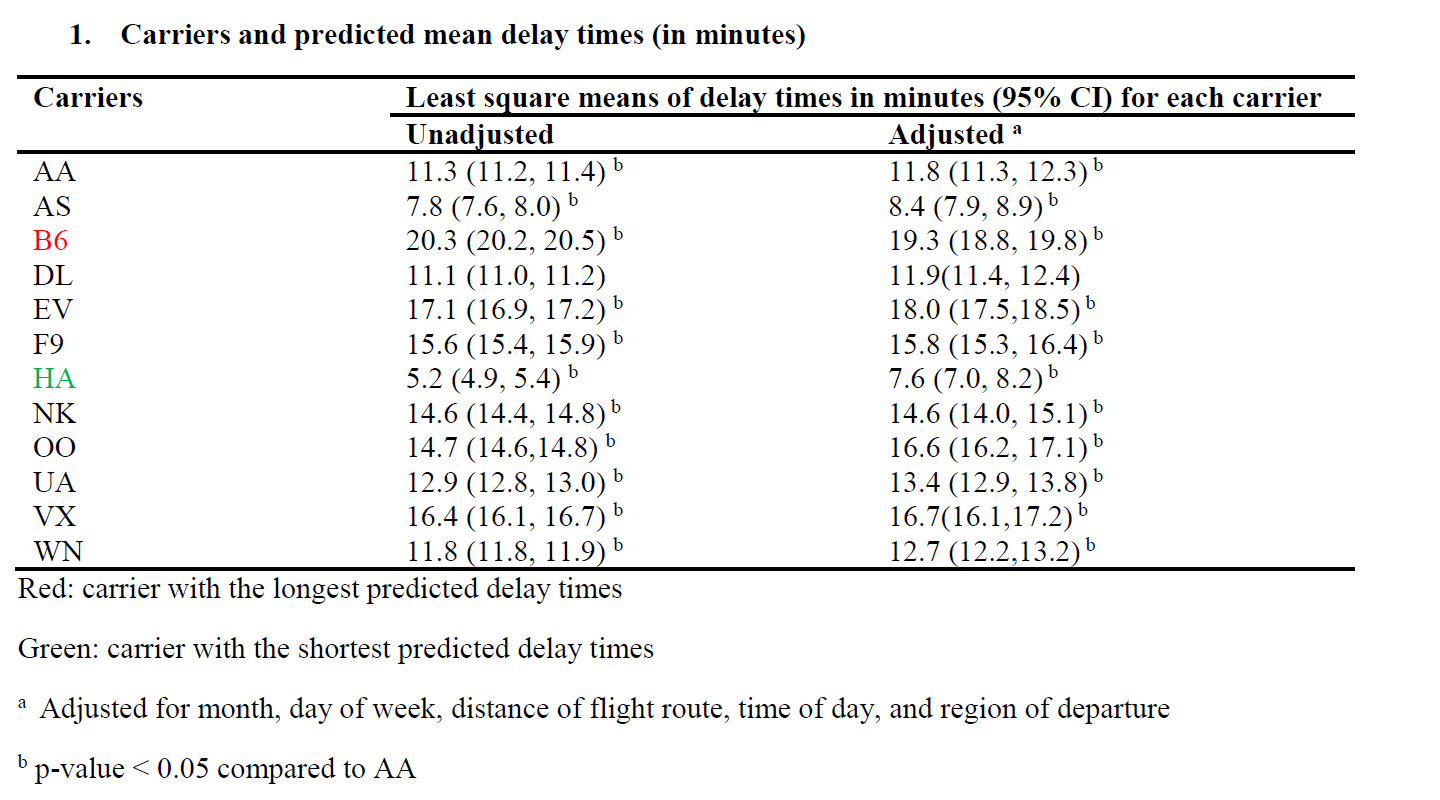 1. Carriers and predicted mean delay times (in minutes)
Carriers Least square means of delay times in minutes (95% CI) for each carrier
Unadjusted Adjusted a
AA 11.3 (11.2, 11.4) b 11.8 (11.3, 12.3) b
AS 7.8 (7.6, 8.0) b 8.4 (7.9, 8.9) b
B6 20.3 (20.2, 20.5) b 19.3 (18.8, 19.8) b
DL 11.1 (11.0, 11.2) 11.9(11.4, 12.4)
EV 17.1 (16.9, 17.2) b 18.0 (17.5,18.5) b
F9 15.6 (15.4, 15.9) b 15.8 (15.3, 16.4) b
HA 5.2 (4.9, 5.4) b 7.6 (7.0, 8.2) b
NK 14.6 (14.4, 14.8) b 14.6 (14.0, 15.1) b
OO 14.7 (14.6,14.8) b 16.6 (16.2, 17.1) b
UA 12.9 (12.8, 13.0) b 13.4 (12.9, 13.8) b
VX 16.4 (16.1, 16.7) b 16.7(16.1,17.2) b
WN 11.8 (11.8, 11.9) b 12.7 (12.2,13.2) b
Red: carrier with the longest predicted delay times
Green: carrier with the shortest predicted delay times
a Adjusted for month, day of week, distance of flight route, time of day, and region of departure
b p-value < 0.05 compared to AA